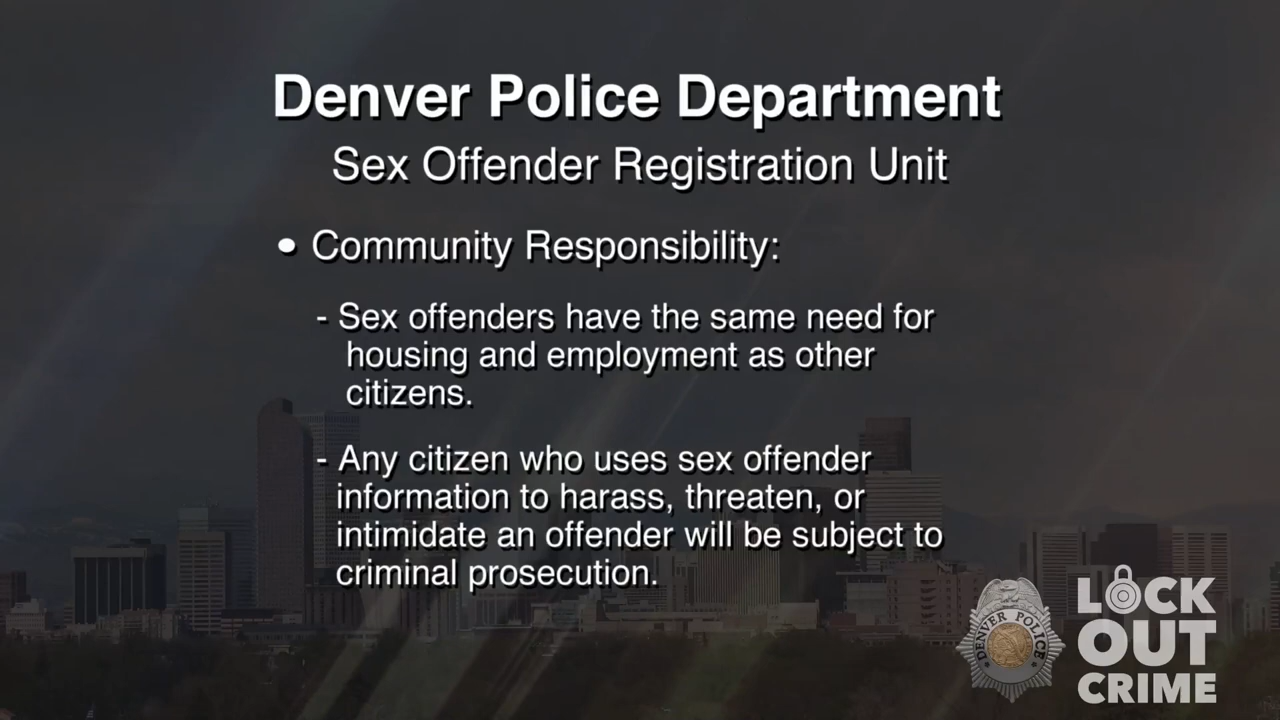 Denver Police Department
Sex Offender Registration Unit
• Community Responsibility:
- Sex offenders have the same need for
housing and employment as other
citizens.
- Any citizen who uses sex offender
information to harass, threaten, or
intimidate an offender will be subject to
criminal prosecution.
DENVER POLICE
LOCK
OUT
CRIME